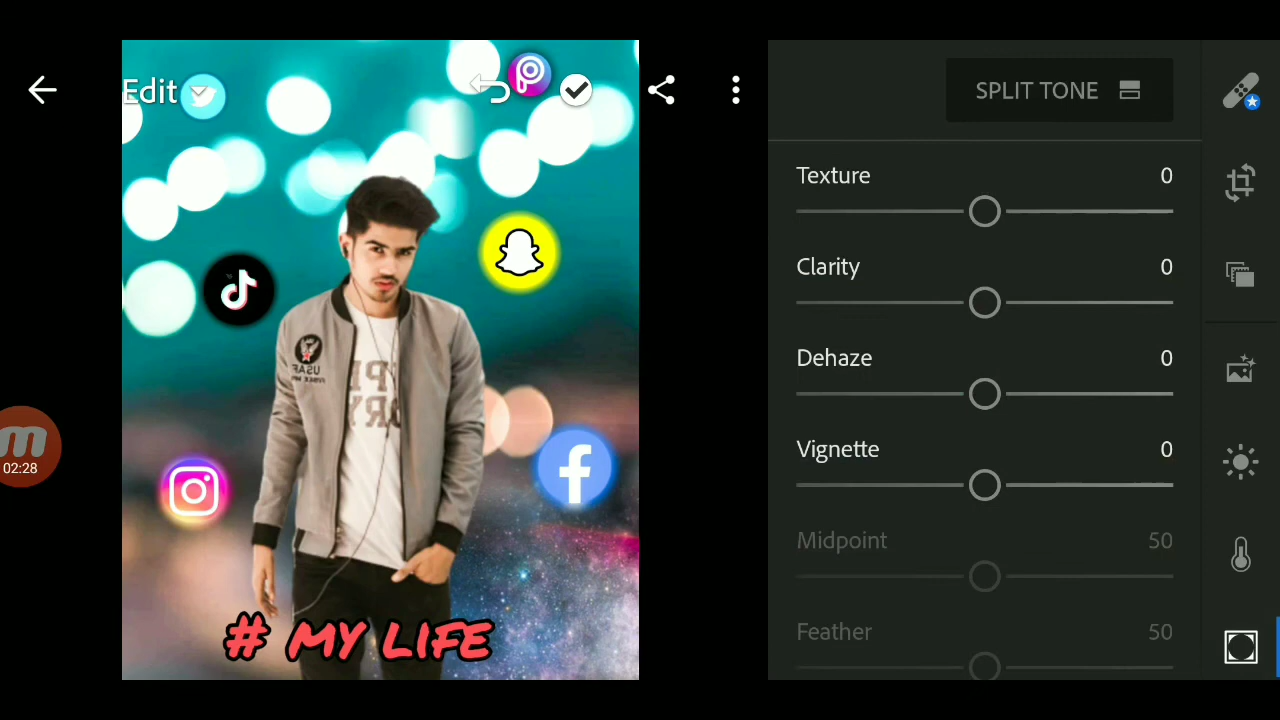 Edit
SPLIT TONE
Texture 0
Clarity 0
Dehaze 0
Vignette 0
Midpoint 50
Feather 50
USAF
02:28
# MY LIFE